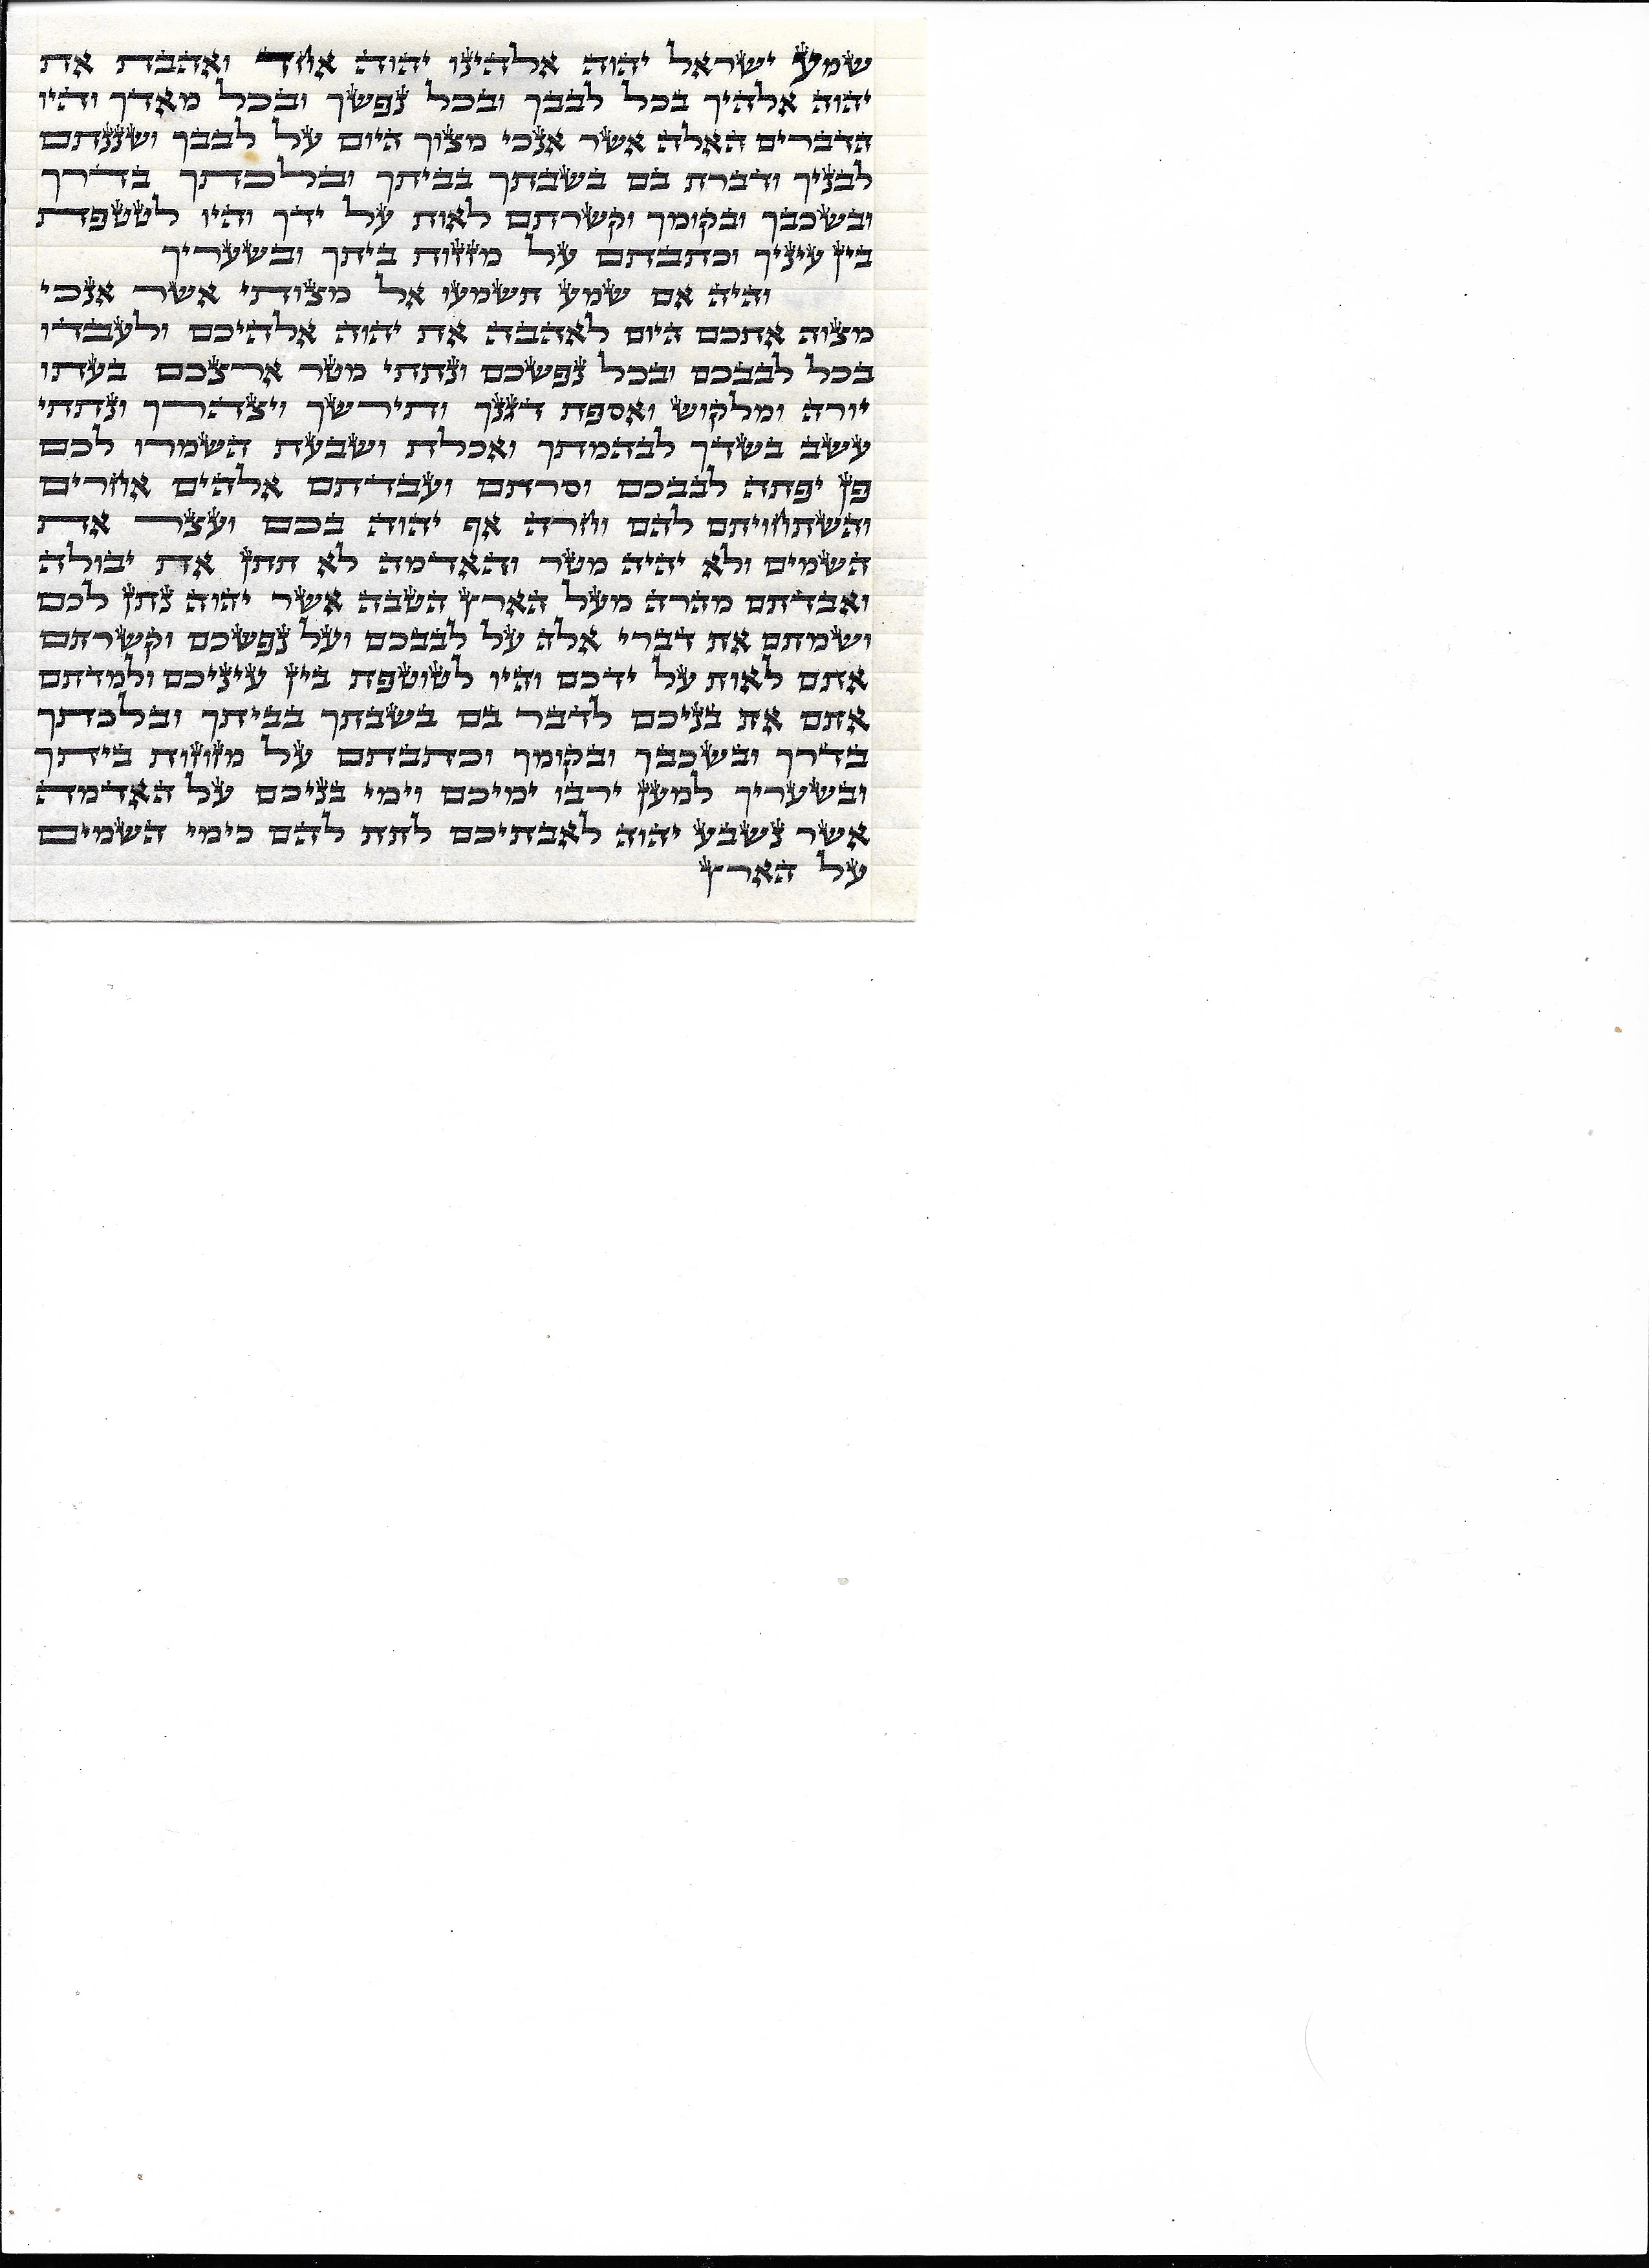 שמע ישראל יהוה אלהינו יהוה אחד ואהבת את
יהוה אלהיך בכל לבבך ובכל נפשך ובכל מאדך והיו
הדברים האלה אשר אנכי מצוך היום על לבבך ושננתם
לבניך ודברת בם בשבתך בביתך ובלכתך בדרך
ובשכבך ובקומך וקשרתם לאות על ידך והיו לטטפת
בין עיניך וכתבתם על מזזות ביתך ובשעריך
והיה אם שמע תשמעו אל מצותי אשר אנכי
מצוה אתכם היום לאהבה את יהוה אלהיכם ולעבדו
בכל לבבכם ובכל נפשכם ונתתי מטר ארצכם בעתו
יורה ומלקוש ואספת דגנך ותירשך ויצהרך ונתתי
עשב בשדך לבהמתך ואכלת ושבעת השמרו לכם
פן יפתה לבבכם וסרתם ועבדתם אלהים אחרים
והשתחויתם להם וחרה אף יהוה בכם ועצר את
השמים ולא יהיה מטר והאדמה לא תתן את יבולה
ואבדתם מהרה מעל הארץ הטבה אשר יהוה נתן לכם
ושמתם את דברי אלה על לבבכם ועל נפשכם וקשרתם
אתם לאות על ידכם והיו לטוטפת בין עיניכם ולמדתם
אתם את בניכם לדבר בם בשבתך בביתך ובלכתך
בדרך ובשכבך ובקומך וכתבתם על מזוזות ביתך
ובשעריך למען ירבו ימיכם וימי בניכם על האדמה
אשר נשבע יהוה לאבתיכם לתת להם כימי השמים
על הארץ